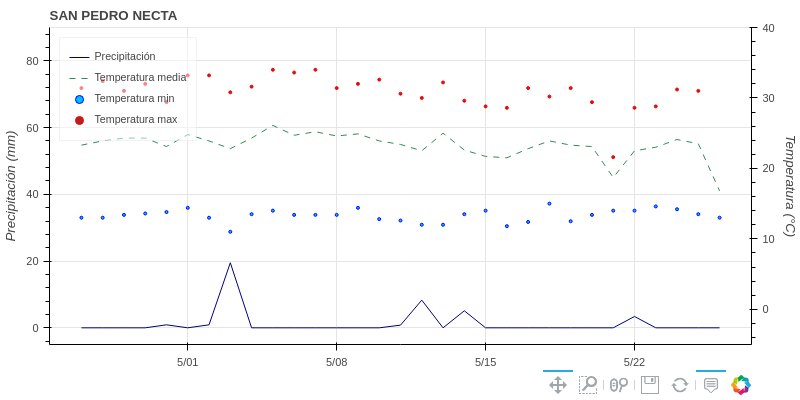 SAN PEDRO NECTA
Precipitación
Temperatura media
Temperatura min
Temperatura max
Precipitación (mm)
80
60
40
20
0
Temperatura (°C)
40
30
20
10
0
5/01
5/08
5/15
5/22